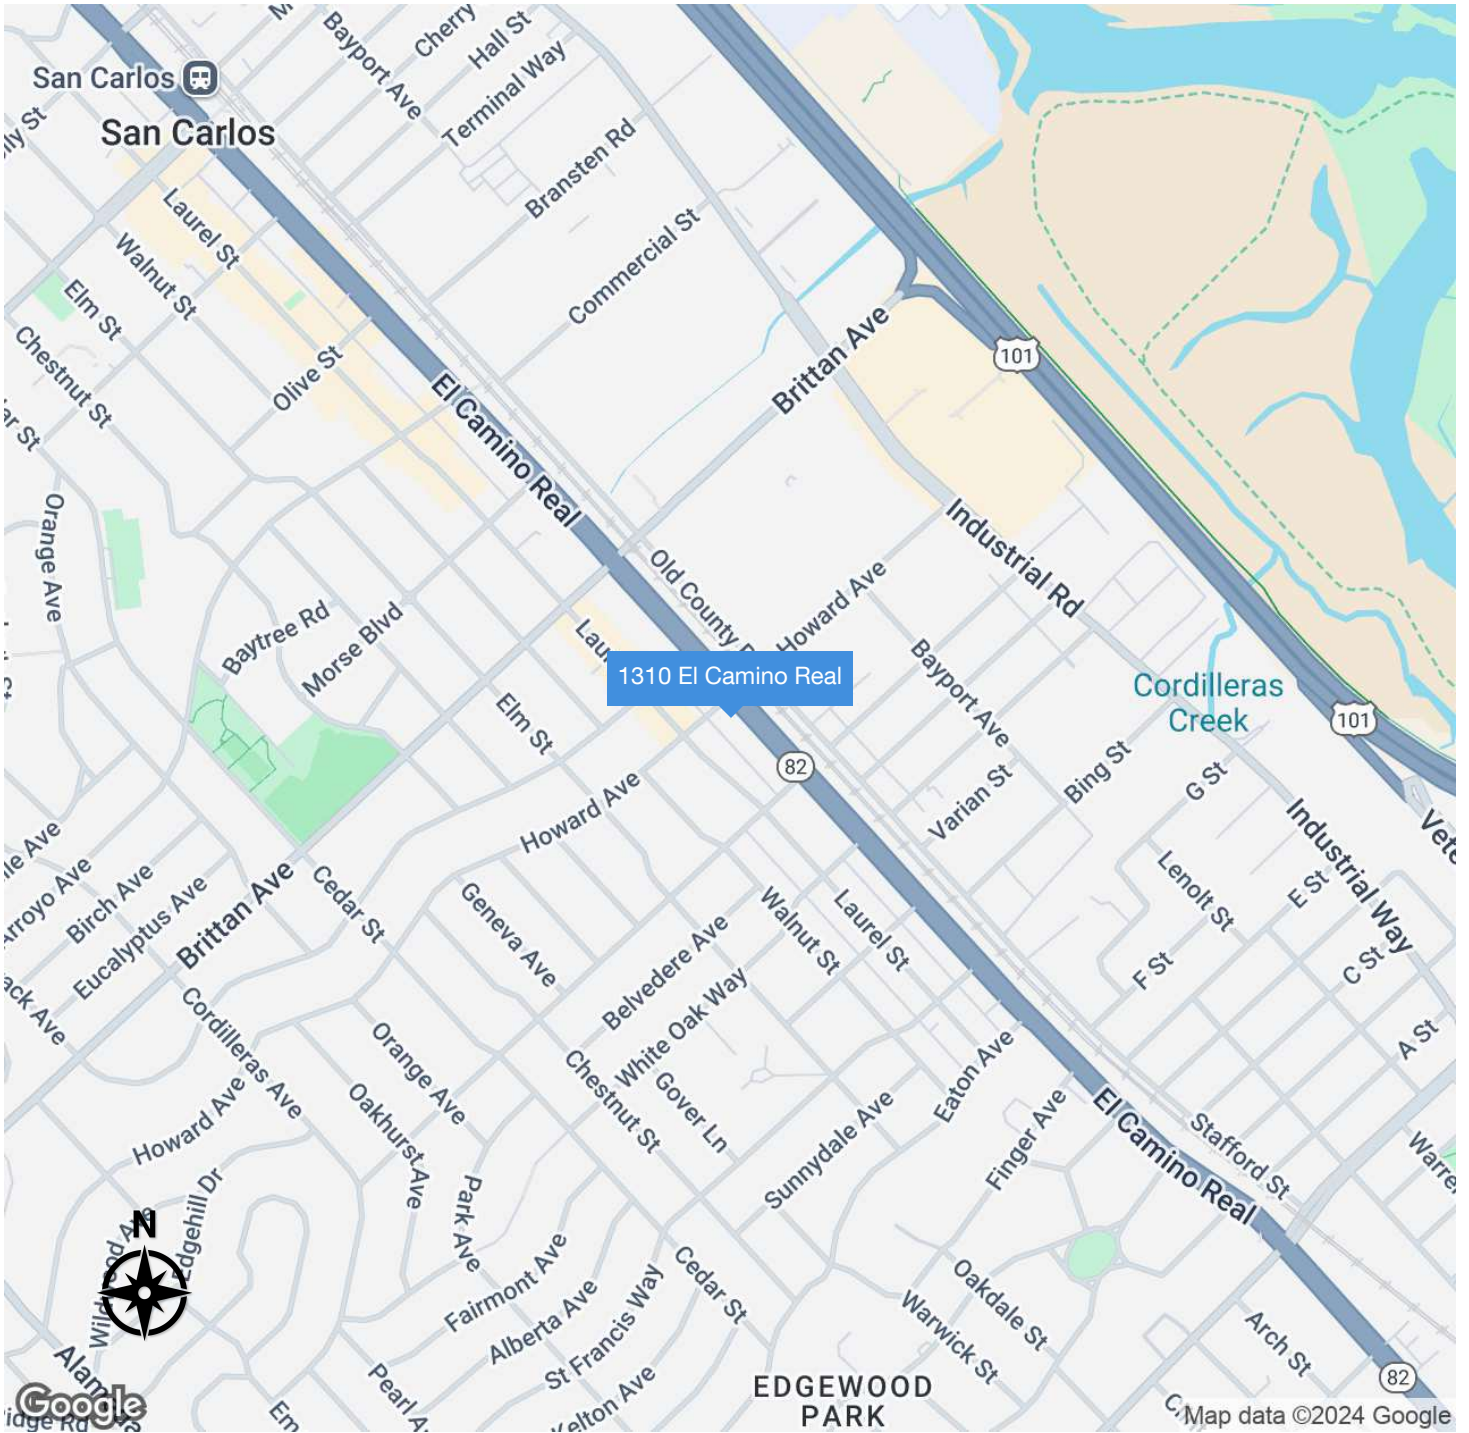 Bayport Ave
Cherry
Hall St
Terminal Way
San Carlos
San Carlos
Bransten Rd
Laurel St
Commercial St
Walnut St
Elm St
Brittan Ave
101
Chestnut St
Olive St
El Camino Real
Orange Ave
Industrial Rd
Old County
Howard Ave
Baytree Rd
Morse Blvd
1310 El Camino Real
Bayport Ave
Cordilleras
Creek
101
Elm St
82
Bing St
G St
Howard Ave
Varian St
Industrial Way
Birch Ave
Arroyo Ave
Eucalyptus Ave
Brittan Ave
Cedar St
Geneva Ave
Belvedere Ave
Walnut St
Laurel St
Lenolt St
E St
F St
C St
Cordilleras Ave
White Oak Way
Orange Ave
Chestnut St
Gover Ln
Eaton Ave
A St
Howard Ave
Oakhurst Ave
Sunnydale Ave
Finger Ave
El Camino Real
Stafford St
Park Ave
Edgehill Dr
N
Fairmont Ave
Alberta Ave
St Francis Way
Cedar St
Oakdale St
Warwick St
Arch St
Kelton Ave
EDGEWOOD
PARK
82
Google
Map data ©2024 Google